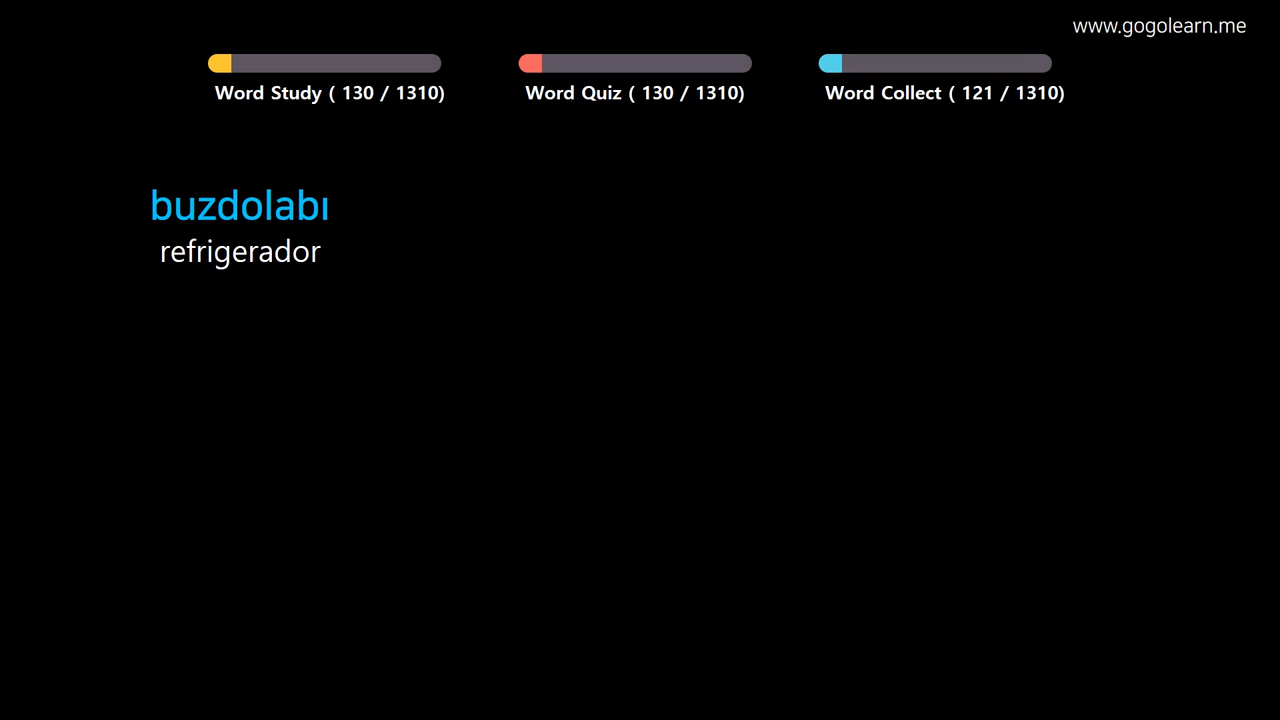 www.gogolearn.me
Word Study ( 130 / 1310)
Word Quiz ( 130 / 1310)
Word Collect ( 121 / 1310)
buzdolabı
refrigerador